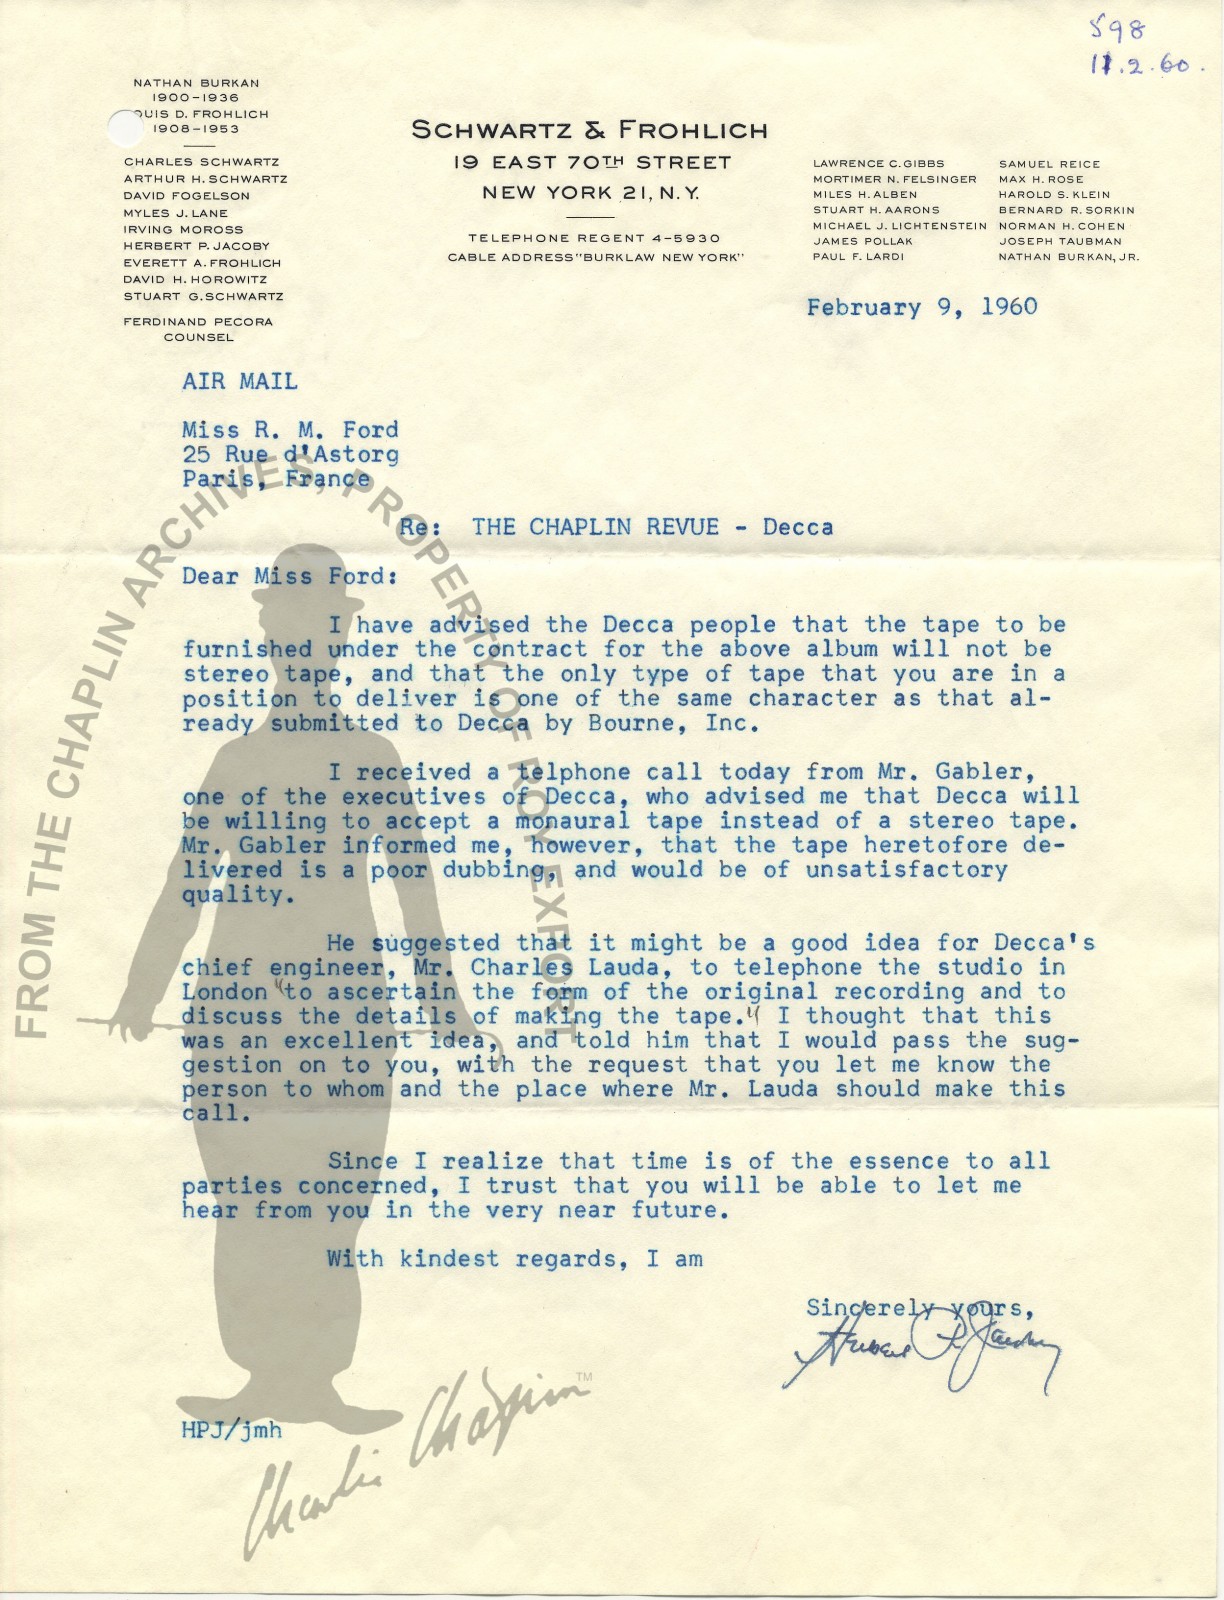 598
11.2.60.
NATHAN BURKAN
1900-1936
OUIS D. FROHLICH
1908-1953
CHARLES SCHWARTZ
ARTHUR H. SCHWARTZ
DAVID FOGELSON
MYLES J. LANE
IRVING MOROSS
HERBERT P. JACOBY
EVERETT A. FROHLICH
DAVID H. HOROWITZ
STUART G. SCHWARTZ
FERDINAND PECORA
COUNSEL
SCHWARTZ & FROHLICH
19 EAST 70TH STREET
NEW YORK 21, N.Y.
TELEPHONE REGENT 4-5930
CABLE ADDRESS "BURKLAW NEW YORK"
LAWRENCE C. GIBBS
MORTIMER N. FELSINGER
MILES H. ALBEN
STUART H. AARONS
MICHAEL J. LICHTENSTEIN
JAMES POLLAK
PAUL F. LARDI
SAMUEL REICE
MAX H. ROSE
HAROLD S. KLEIN
BERNARD R. SORKIN
NORMAN H. COHEN
JOSEPH TAUBMAN
NATHAN BURKAN, JR.
February 9, 1960
AIR MAIL
Miss R. M. Ford
25 Rue d'Astorg
Paris, France
Re: THE CHAPLIN REVUE - Decca
Dear Miss Ford:
I have advised the Decca people that the tape to be
furnished under the contract for the above album will not be
stereo tape, and that the only type of tape that you are in a
position to deliver is one of the same character as that al-
ready submitted to Decca by Bourne, Inc.
I received a telphone call today from Mr. Gabler,
one of the executives of Decca, who advised me that Decca will
be willing to accept a monaural tape instead of a stereo tape.
Mr. Gabler informed me, however, that the tape heretofore de-
livered is a poor dubbing, and would be of unsatisfactory
quality.
He suggested that it might be a good idea for Decca's
chief engineer, Mr. Charles Lauda, to telephone the studio in
London "to ascertain the form of the original recording and to
discuss the details of making the tape." I thought that this
was an excellent idea, and told him that I would pass the sug-
gestion on to you, with the request that you let me know the
person to whom and the place where Mr. Lauda should make this
call.
Since I realize that time is of the essence to all
parties concerned, I trust that you will be able to let me
hear from you in the very near future.
With kindest regards, I am
Sincerely yours,
Herbert P. Jacoby
HPJ/jmh
FROM THE CHAPLIN ARCHIVES, PROPERTY OF ROY EXPORT
Charlie Chaplin TM